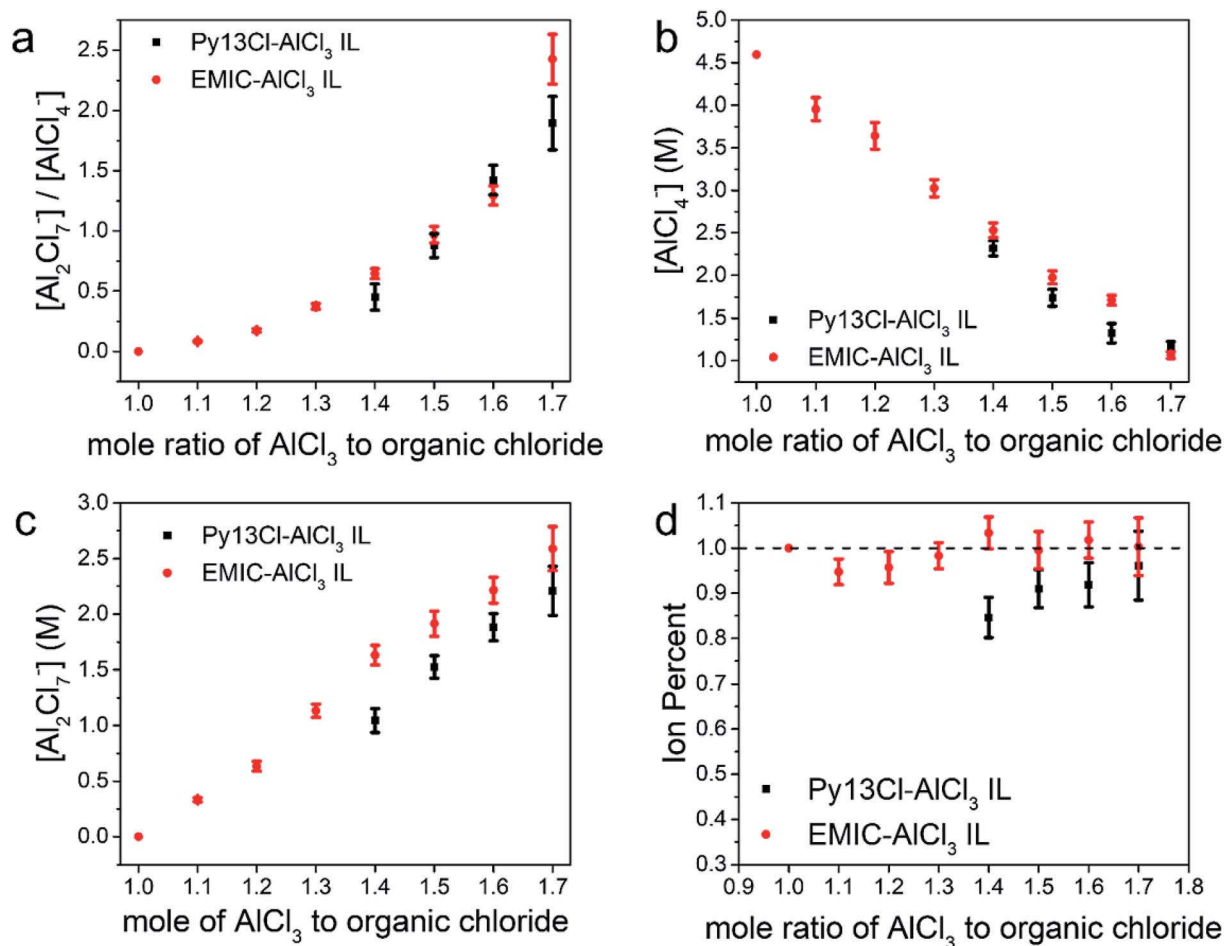 a
Py13Cl-AlCl₃ IL
EMIC-AlCl₃ IL
[Al₂Cl₇⁻] / [AlCl₄⁻]
2.5
2.0
1.5
1.0
0.5
0.0
1.0 1.1 1.2 1.3 1.4 1.5 1.6 1.7
mole ratio of AlCl₃ to organic chloride
b
[AlCl₄⁻] (M)
5.0
4.5
4.0
3.5
3.0
2.5
2.0
1.5
1.0
Py13Cl-AlCl₃ IL
EMIC-AlCl₃ IL
1.0 1.1 1.2 1.3 1.4 1.5 1.6 1.7
mole ratio of AlCl₃ to organic chloride
c
Py13Cl-AlCl₃ IL
EMIC-AlCl₃ IL
[Al₂Cl₇⁻] (M)
3.0
2.5
2.0
1.5
1.0
0.5
0.0
1.0 1.1 1.2 1.3 1.4 1.5 1.6 1.7
mole of AlCl₃ to organic chloride
d
Ion Percent
1.1
1.0
0.9
0.8
0.7
0.6
0.5
0.4
0.3
Py13Cl-AlCl₃ IL
EMIC-AlCl₃ IL
0.9 1.0 1.1 1.2 1.3 1.4 1.5 1.6 1.7 1.8
mole ratio of AlCl₃ to organic chloride